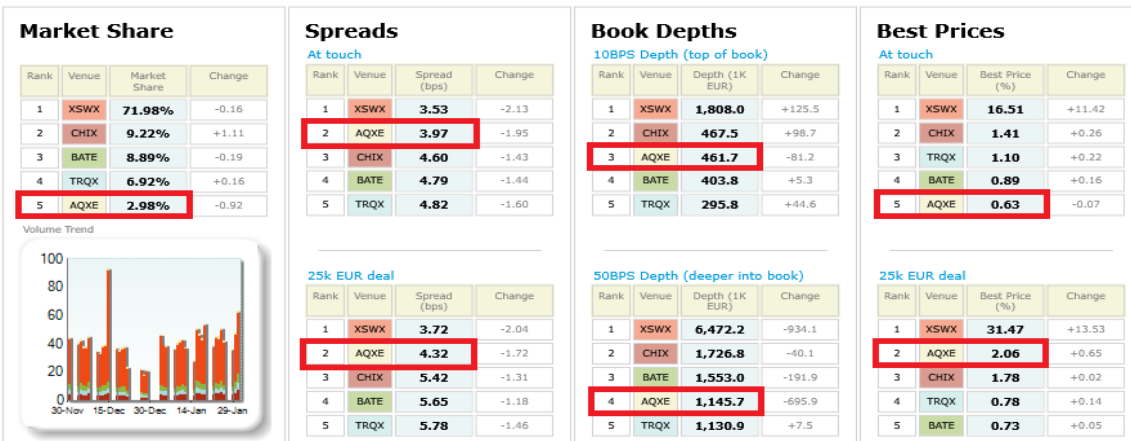 Market Share
Rank Venue Market Share Change
1 XSWX 71.98% -0.16
2 CHIX 9.22% +1.11
3 BATE 8.89% -0.19
4 TRQX 6.92% +0.16
5 AQXE 2.98% -0.92
Volume Trend
100
80
60
40
20
0
30-Nov 15-Dec 30-Dec 14-Jan 29-Jan
Spreads
At touch
Rank Venue Spread (bps) Change
1 XSWX 3.53 -2.13
2 AQXE 3.97 -1.95
3 CHIX 4.60 -1.43
4 BATE 4.79 -1.44
5 TRQX 4.82 -1.60
25k EUR deal
Rank Venue Spread (bps) Change
1 XSWX 3.72 -2.04
2 AQXE 4.32 -1.72
3 CHIX 5.42 -1.31
4 BATE 5.65 -1.18
5 TRQX 5.78 -1.46
Book Depths
10BPS Depth (top of book)
Rank Venue Depth (1K EUR) Change
1 XSWX 1,808.0 +125.5
2 CHIX 467.5 +98.7
3 AQXE 461.7 -81.2
4 BATE 403.8 +5.3
5 TRQX 295.8 +44.6
50BPS Depth (deeper into book)
Rank Venue Depth (1K EUR) Change
1 XSWX 6,472.2 -934.1
2 CHIX 1,726.8 -40.1
3 BATE 1,553.0 -191.9
4 AQXE 1,145.7 -695.9
5 TRQX 1,130.9 +7.5
Best Prices
At touch
Rank Venue Best Price (%) Change
1 XSWX 16.51 +11.42
2 CHIX 1.41 +0.26
3 TRQX 1.10 +0.22
4 BATE 0.89 +0.16
5 AQXE 0.63 -0.07
25k EUR deal
Rank Venue Best Price (%) Change
1 XSWX 31.47 +13.53
2 AQXE 2.06 +0.65
3 CHIX 1.78 +0.02
4 TRQX 0.78 +0.14
5 BATE 0.73 +0.05